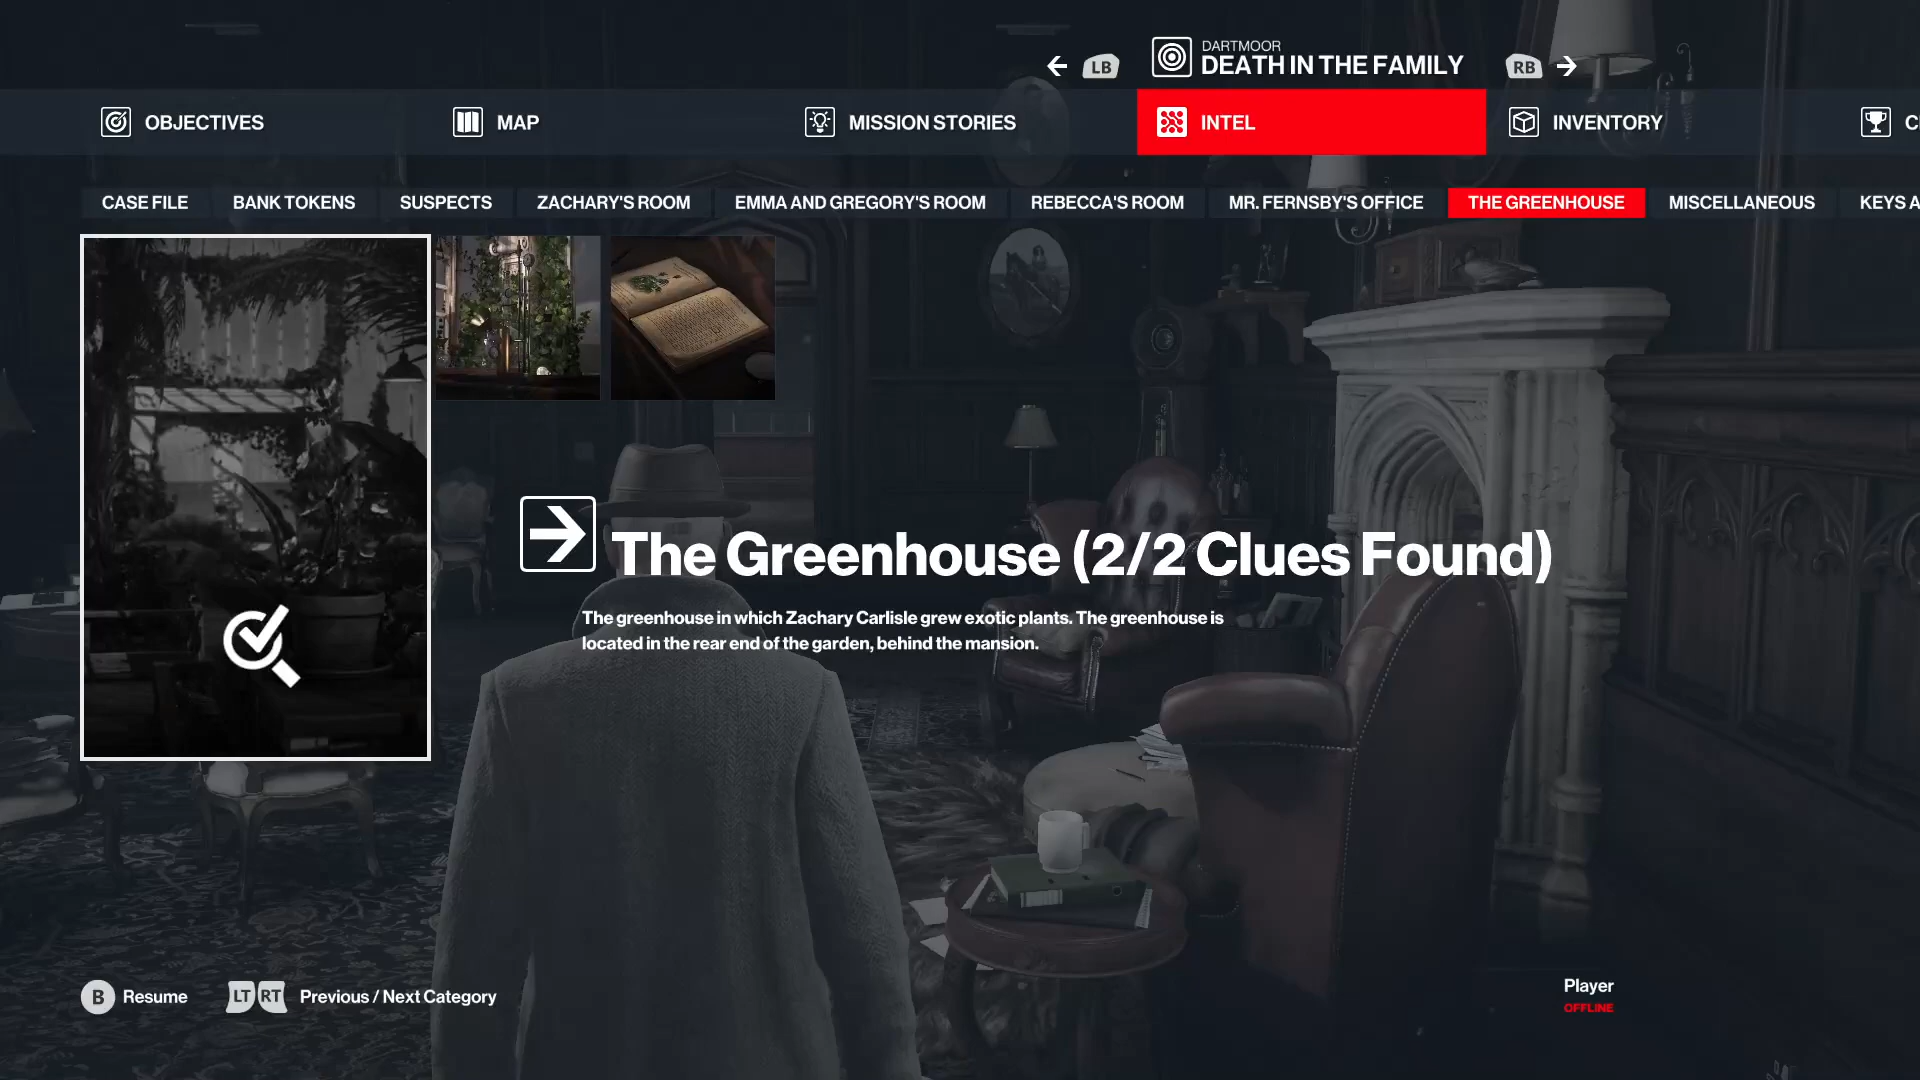 DARTMOOR
LB DEATH IN THE FAMILY RB
OBJECTIVES MAP MISSION STORIES INTEL INVENTORY C
CASE FILE BANK TOKENS SUSPECTS ZACHARY'S ROOM EMMA AND GREGORY'S ROOM REBECCA'S ROOM MR. FERNSBY'S OFFICE THE GREENHOUSE MISCELLANEOUS KEYS A
The Greenhouse (2/2 Clues Found)
The greenhouse in which Zachary Carlisle grew exotic plants. The greenhouse is
located in the rear end of the garden, behind the mansion.
B Resume LT RT Previous / Next Category
Player
OFFLINE